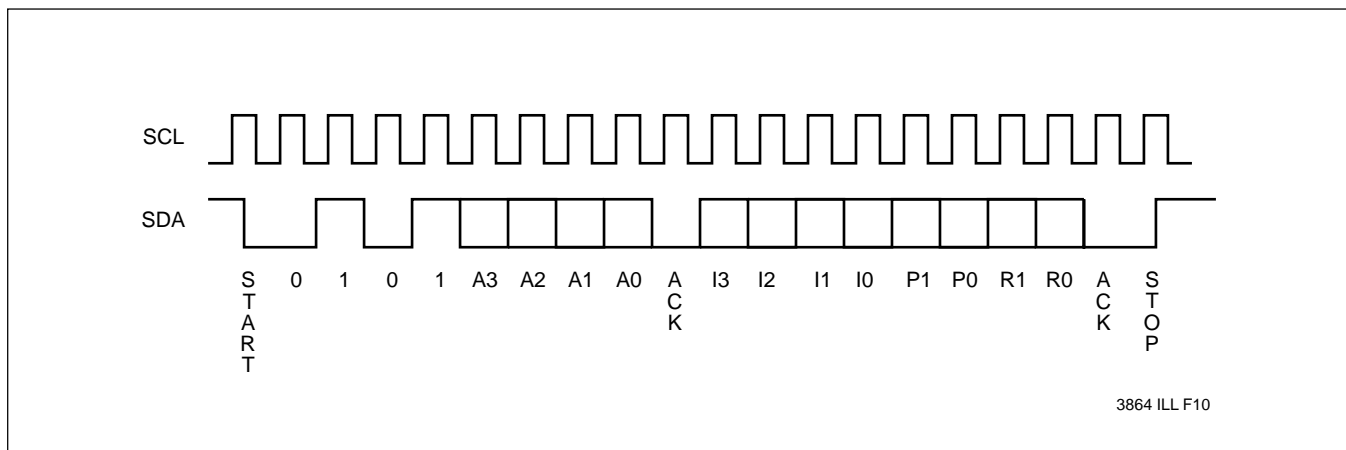 SCL
SDA
START 0 1 0 1 A3 A2 A1 A0 ACK I3 I2 I1 I0 P1 P0 R1 R0 ACK STOP
3864 ILL F10